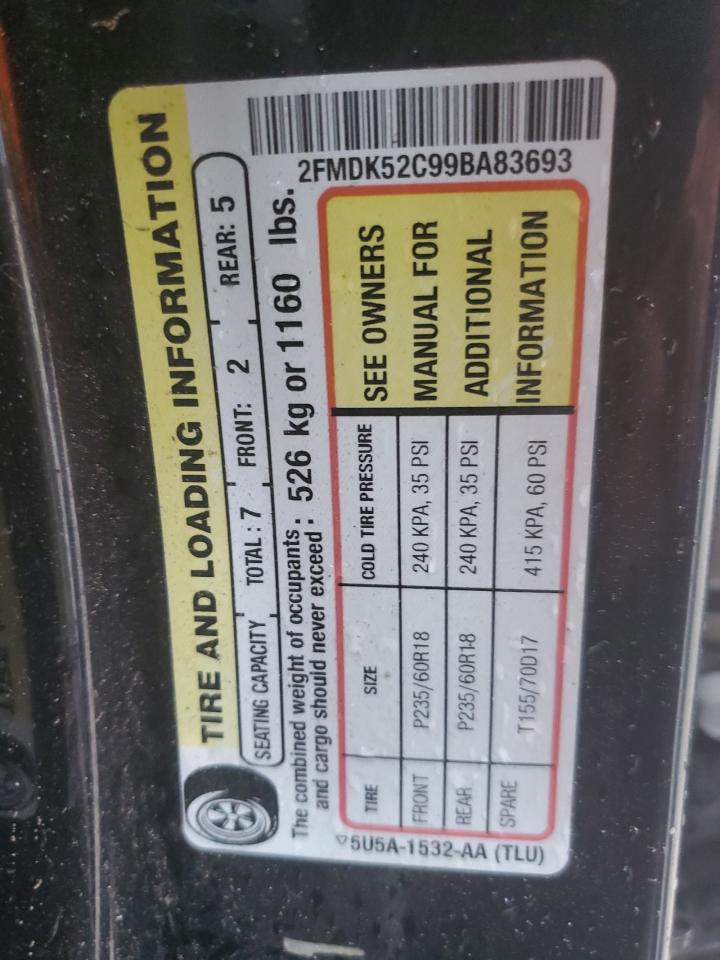 TIRE AND LOADING INFORMATION
SEATING CAPACITY TOTAL : 7 FRONT: 2 REAR: 5
The combined weight of occupants and cargo should never exceed : 526 kg or 1160 lbs.
TIRE SIZE COLD TIRE PRESSURE
FRONT P235/60R18 240 KPA, 35 PSI
REAR P235/60R18 240 KPA, 35 PSI
SPARE T155/70D17 415 KPA, 60 PSI
SEE OWNERS
MANUAL FOR
ADDITIONAL
INFORMATION
5U5A-1532-AA (TLU)
2FMDK52C99BA83693